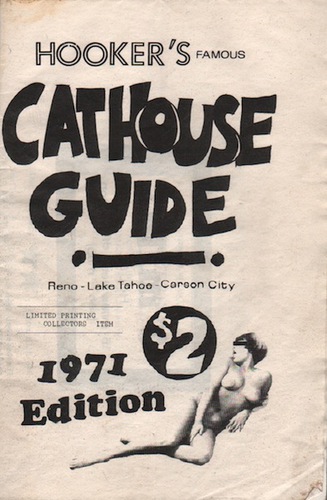 HOOKER'S FAMOUS
CATHOUSE
GUIDE
Reno - Lake Tahoe - Carson City
LIMITED PRINTING
COLLECTORS ITEM
$2
1971
Edition